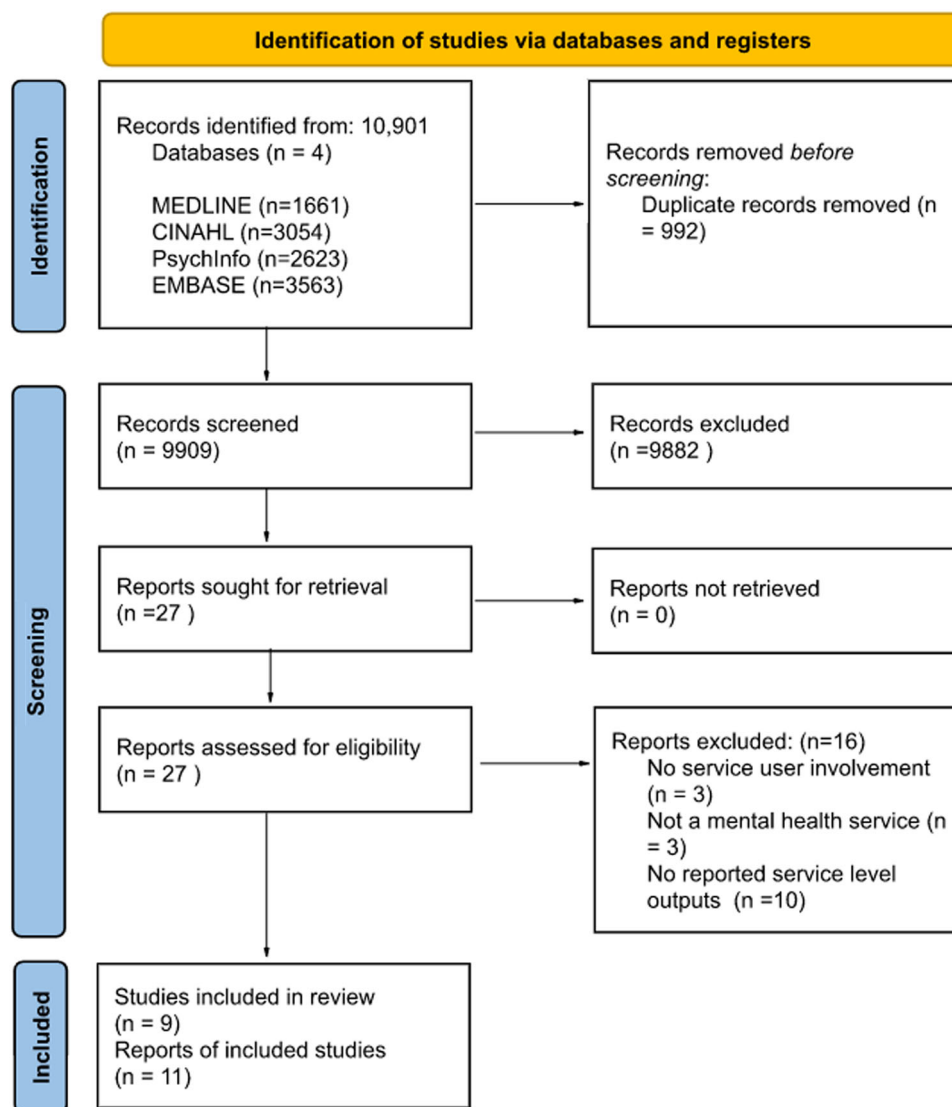 Identification of studies via databases and registers
Identification
Records identified from: 10,901
Databases (n = 4)
MEDLINE (n=1661)
CINAHL (n=3054)
PsychInfo (n=2623)
EMBASE (n=3563)
Records removed before
screening:
Duplicate records removed (n
= 992)
Screening
Records screened
(n = 9909)
Records excluded
(n =9882 )
Reports sought for retrieval
(n =27 )
Reports not retrieved
(n = 0)
Reports assessed for eligibility
(n = 27 )
Reports excluded: (n=16)
No service user involvement
(n = 3)
Not a mental health service (n
= 3)
No reported service level
outputs (n =10)
Included
Studies included in review
(n = 9)
Reports of included studies
(n = 11)